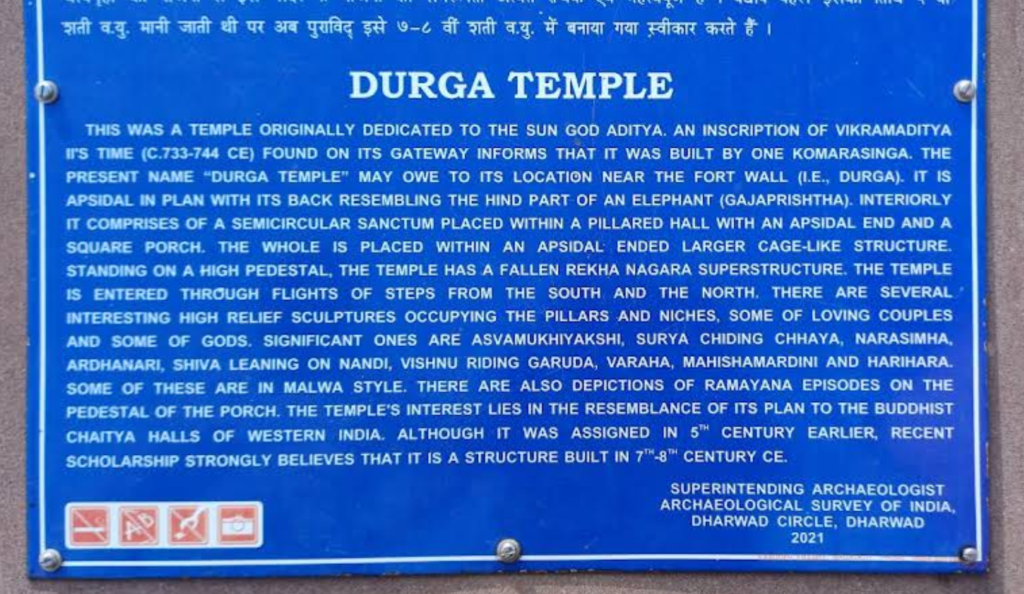 शती व.यु. मानी जाती थी पर अब पुराविद् इसे ७–८ वीं शती व.यु. में बनाया गया स्वीकार करते हैं ।
DURGA TEMPLE
THIS WAS A TEMPLE ORIGINALLY DEDICATED TO THE SUN GOD ADITYA. AN INSCRIPTION OF VIKRAMADITYA
II'S TIME (C.733-744 CE) FOUND ON ITS GATEWAY INFORMS THAT IT WAS BUILT BY ONE KOMARASINGA. THE
PRESENT NAME “DURGA TEMPLE” MAY OWE TO ITS LOCATION NEAR THE FORT WALL (I.E., DURGA). IT IS
APSIDAL IN PLAN WITH ITS BACK RESEMBLING THE HIND PART OF AN ELEPHANT (GAJAPRISHTHA). INTERIORLY
IT COMPRISES OF A SEMICIRCULAR SANCTUM PLACED WITHIN A PILLARED HALL WITH AN APSIDAL END AND A
SQUARE PORCH. THE WHOLE IS PLACED WITHIN AN APSIDAL ENDED LARGER CAGE-LIKE STRUCTURE.
STANDING ON A HIGH PEDESTAL, THE TEMPLE HAS A FALLEN REKHA NAGARA SUPERSTRUCTURE. THE TEMPLE
IS ENTERED THROUGH FLIGHTS OF STEPS FROM THE SOUTH AND THE NORTH. THERE ARE SEVERAL
INTERESTING HIGH RELIEF SCULPTURES OCCUPYING THE PILLARS AND NICHES, SOME OF LOVING COUPLES
AND SOME OF GODS. SIGNIFICANT ONES ARE ASVAMUKHIYAKSHI, SURYA CHIDING CHHAYA, NARASIMHA,
ARDHANARI, SHIVA LEANING ON NANDI, VISHNU RIDING GARUDA, VARAHA, MAHISHAMARDINI AND HARIHARA.
SOME OF THESE ARE IN MALWA STYLE. THERE ARE ALSO DEPICTIONS OF RAMAYANA EPISODES ON THE
PEDESTAL OF THE PORCH. THE TEMPLE'S INTEREST LIES IN THE RESEMBLANCE OF ITS PLAN TO THE BUDDHIST
CHAITYA HALLS OF WESTERN INDIA. ALTHOUGH IT WAS ASSIGNED IN 5TH CENTURY EARLIER, RECENT
SCHOLARSHIP STRONGLY BELIEVES THAT IT IS A STRUCTURE BUILT IN 7TH-8TH CENTURY CE.
SUPERINTENDING ARCHAEOLOGIST
ARCHAEOLOGICAL SURVEY OF INDIA,
DHARWAD CIRCLE, DHARWAD
2021